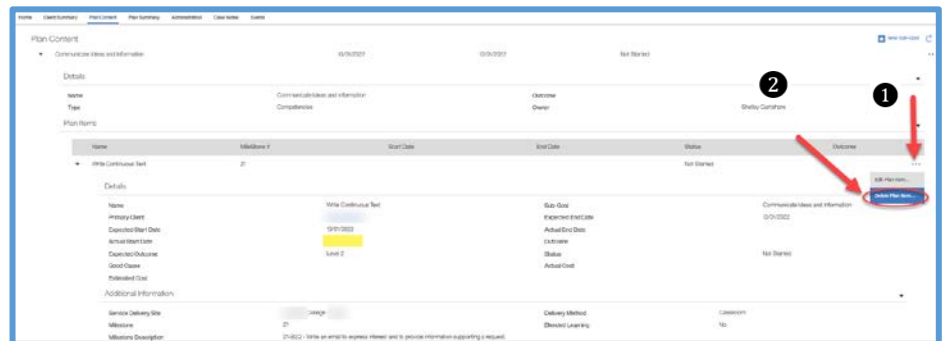 Home Client Summary Plan Content Plan Summary Administration Case Notes Events
Plan Content New Sub-Goal
Communicate Ideas and Information Not Started
Details
Name Communicate Ideas and Information Outcome
Type Competencies Owner Shelley
2
1
Plan Items
Name MileStone # Start Date End Date Status Outcome
Write Continuous Text 21 Not Started
Edit Plan Item...
Delete Plan Item...
Details
Name Write Continuous Text Sub-Goal Communicate Ideas and Information
Primary Client Expected End Date
Expected Start Date Actual End Date
Actual Start Date Outcome
Expected Outcome Level 2 Status Not Started
Good Cause Actual Cost
Estimated Cost
Additional Information
Service Delivery Site Delivery Method Classroom
Milestone 21 Blended Learning No
Milestone Description Write an email to express interest and to provide information supporting a request.